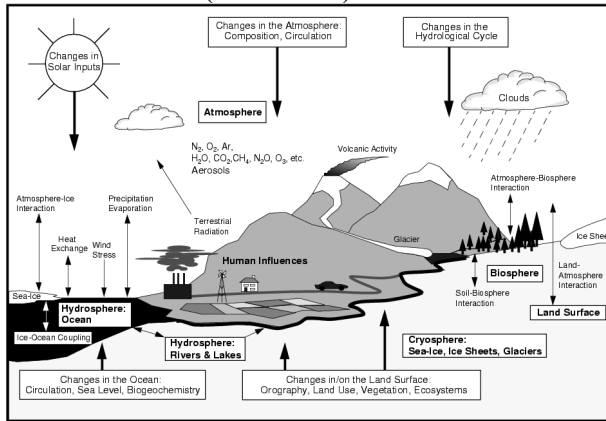 Changes in the Atmosphere:
Composition, Circulation
Changes in the
Hydrological Cycle
Changes in
Solar Inputs
Clouds
Atmosphere
N2, O2, Ar,
H2O, CO2,CH4, N2O, O3, etc.
Aerosols
Volcanic Activity
Atmosphere-Ice
Interaction
Precipitation
Evaporation
Atmosphere-Biosphere
Interaction
Terrestrial
Radiation
Heat
Exchange
Wind
Stress
Human Influences
Glacier
Ice Sheet
Biosphere
Land-
Atmosphere
Interaction
Soil-Biosphere
Interaction
Sea-Ice
Hydrosphere:
Ocean
Land Surface
Ice-Ocean Coupling
Hydrosphere:
Rivers & Lakes
Cryosphere:
Sea-Ice, Ice Sheets, Glaciers
Changes in the Ocean:
Circulation, Sea Level, Biogeochemistry
Changes in/on the Land Surface:
Orography, Land Use, Vegetation, Ecosystems